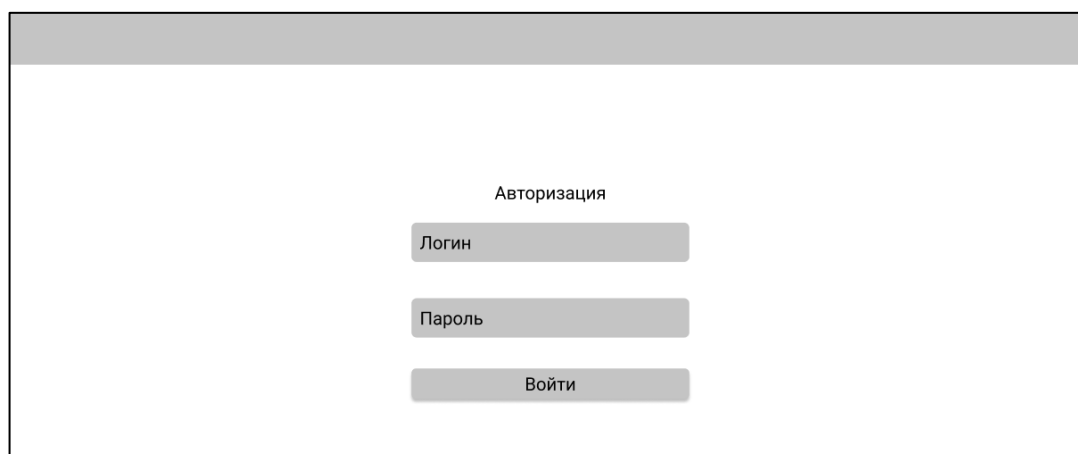 Авторизация
Логин
Пароль
Войти